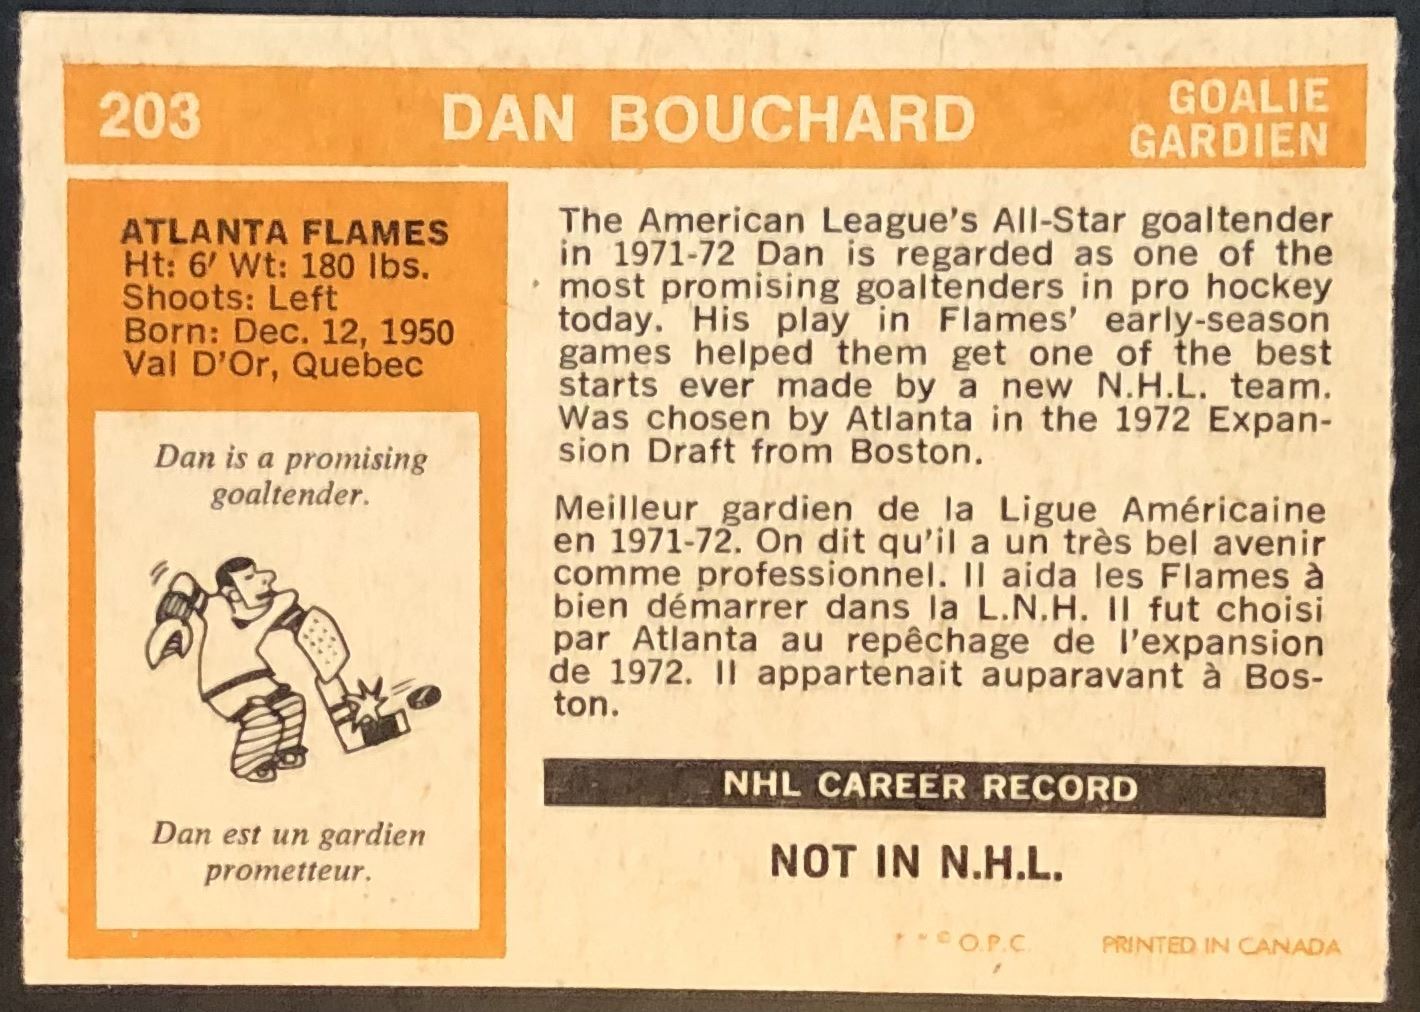 203
DAN BOUCHARD
GOALIE
GARDIEN
ATLANTA FLAMES
Ht: 6' Wt: 180 lbs.
Shoots: Left
Born: Dec. 12, 1950
Val D'Or, Quebec
Dan is a promising
goaltender.
Dan est un gardien
prometteur.
The American League's All-Star goaltender
in 1971-72 Dan is regarded as one of the
most promising goaltenders in pro hockey
today. His play in Flames' early-season
games helped them get one of the best
starts ever made by a new N.H.L. team.
Was chosen by Atlanta in the 1972 Expan-
sion Draft from Boston.
Meilleur gardien de la Ligue Américaine
en 1971-72. On dit qu'il a un très bel avenir
comme professionnel. Il aida les Flames à
bien démarrer dans la L.N.H. Il fut choisi
par Atlanta au repêchage de l'expansion
de 1972. Il appartenait auparavant à Bos-
ton.
NHL CAREER RECORD
NOT IN N.H.L.
© O.P.C. PRINTED IN CANADA